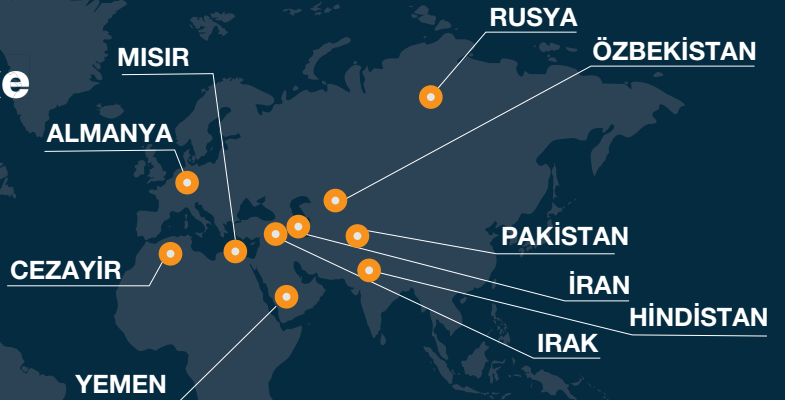 RUSYA
ÖZBEKİSTAN
MISIR
e
ALMANYA
PAKİSTAN
CEZAYİR
İRAN
HİNDİSTAN
IRAK
YEMEN